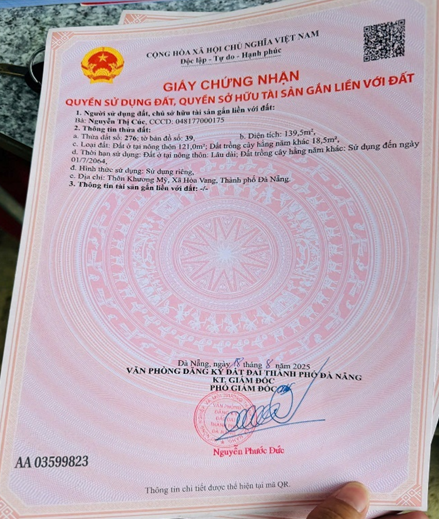 CỘNG HÒA XÃ HỘI CHỦ NGHĨA VIỆT NAM
Độc lập - Tự do - Hạnh phúc
GIẤY CHỨNG NHẬN
QUYỀN SỬ DỤNG ĐẤT, QUYỀN SỞ HỮU TÀI SẢN GẮN LIỀN VỚI ĐẤT
1. Người sử dụng đất, chủ sở hữu tài sản gắn liền với đất:
Bà: Nguyễn Thị Cúc, CCCD: 048177000175
2. Thông tin thửa đất:
a. Thửa đất số: 276; tờ bản đồ số: 39, b. Diện tích: 139,5m²,
c. Loại đất: Đất ở tại nông thôn 121,0m²; Đất trồng cây hằng năm khác 18,5m²,
d. Thời hạn sử dụng: Đất ở tại nông thôn: Lâu dài; Đất trồng cây hằng năm khác: Sử dụng đến ngày
01/7/2064,
đ. Hình thức sử dụng: Sử dụng riêng,
e. Địa chỉ: Thôn Khương Mỹ, Xã Hòa Vang, Thành phố Đà Nẵng.
3. Thông tin tài sản gắn liền với đất: -/-
Đà Nẵng, ngày 18 tháng 8 năm 2025
VĂN PHÒNG ĐĂNG KÝ ĐẤT ĐAI THÀNH PHỐ ĐÀ NẴNG
KT. GIÁM ĐỐC
PHÓ GIÁM ĐỐC
Nguyễn Phước Đức
AA 03599823
Thông tin chi tiết được thể hiện tại mã QR.